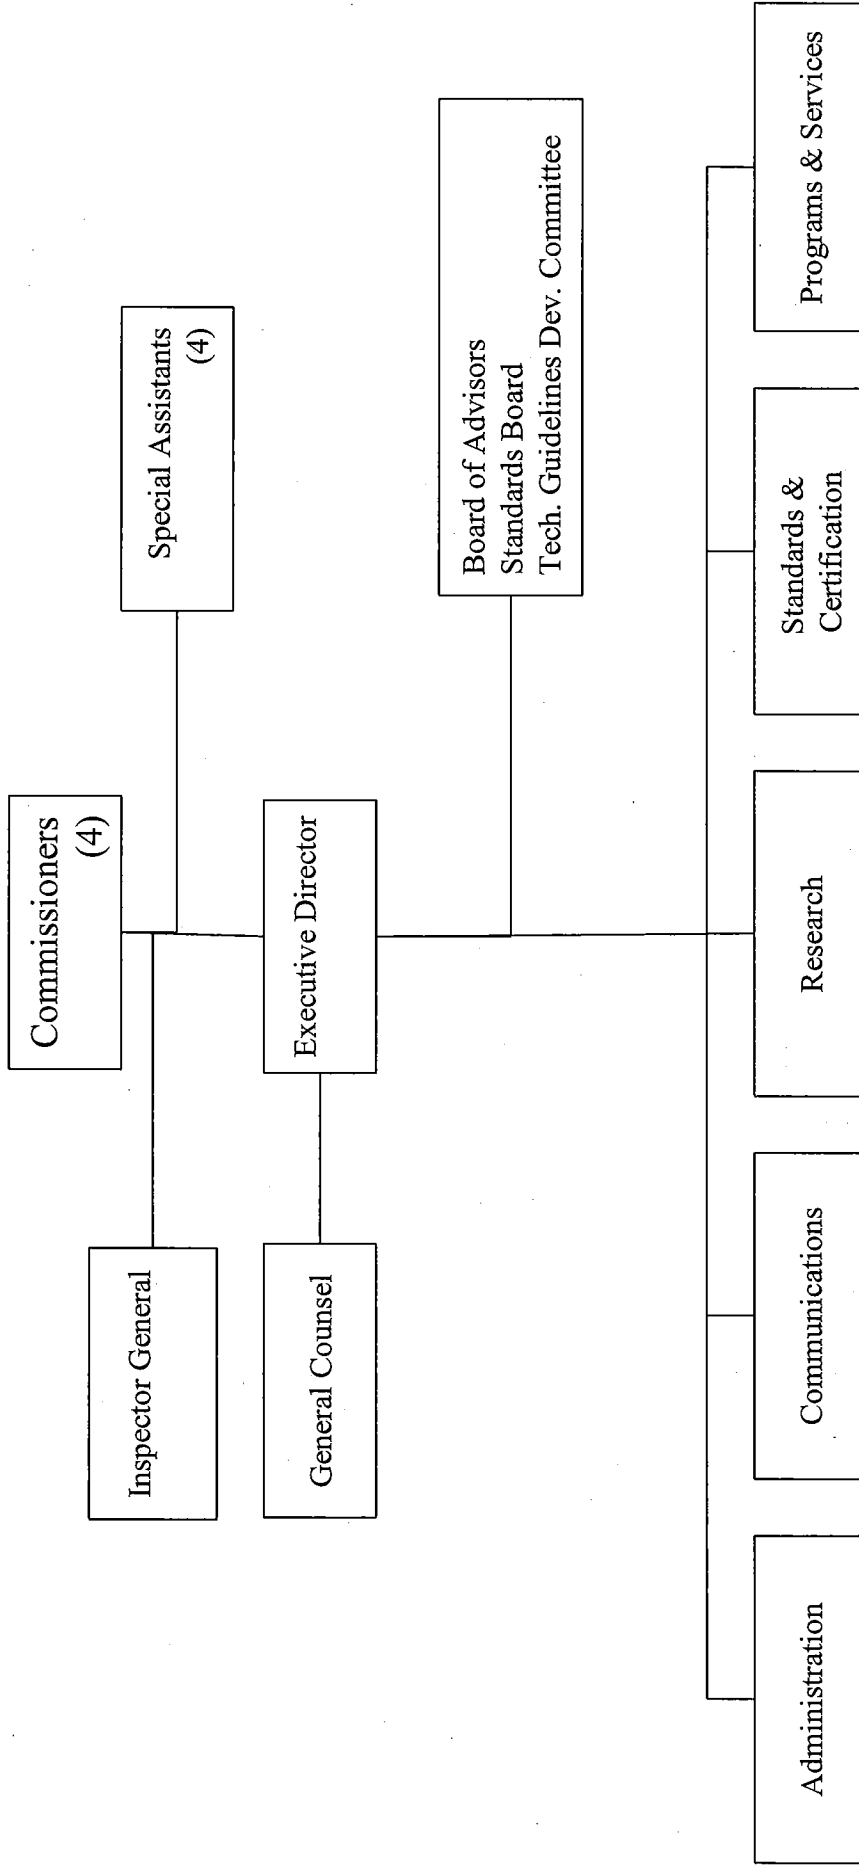 Commissioners
(4)
Special Assistants
(4)
Inspector General
Executive Director
General Counsel
Board of Advisors
Standards Board
Tech. Guidelines Dev. Committee
Administration
Communications
Research
Standards &
Certification
Programs & Services